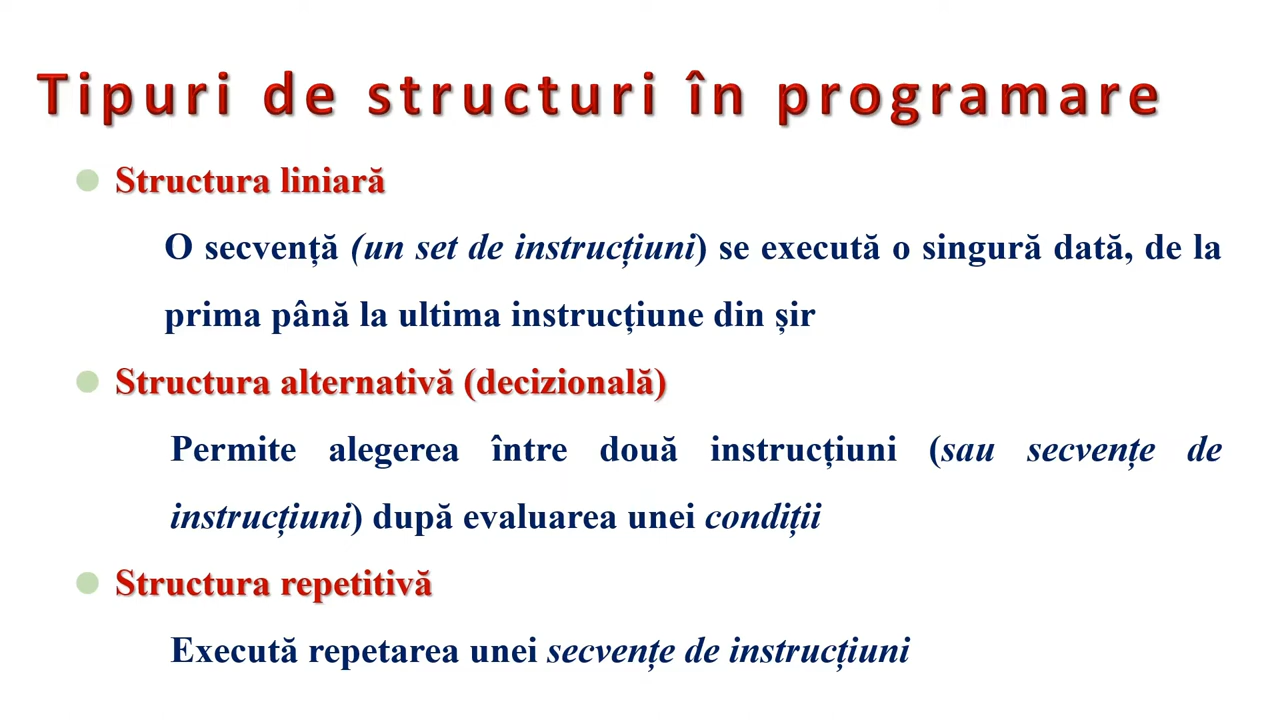 Tipuri de structuri în programare
Structura liniară
O secvență (un set de instrucțiuni) se execută o singură dată, de la
prima până la ultima instrucțiune din șir
Structura alternativă (decizională)
Permite alegerea între două instrucțiuni (sau secvențe de
instrucțiuni) după evaluarea unei condiții
Structura repetitivă
Execută repetarea unei secvențe de instrucțiuni